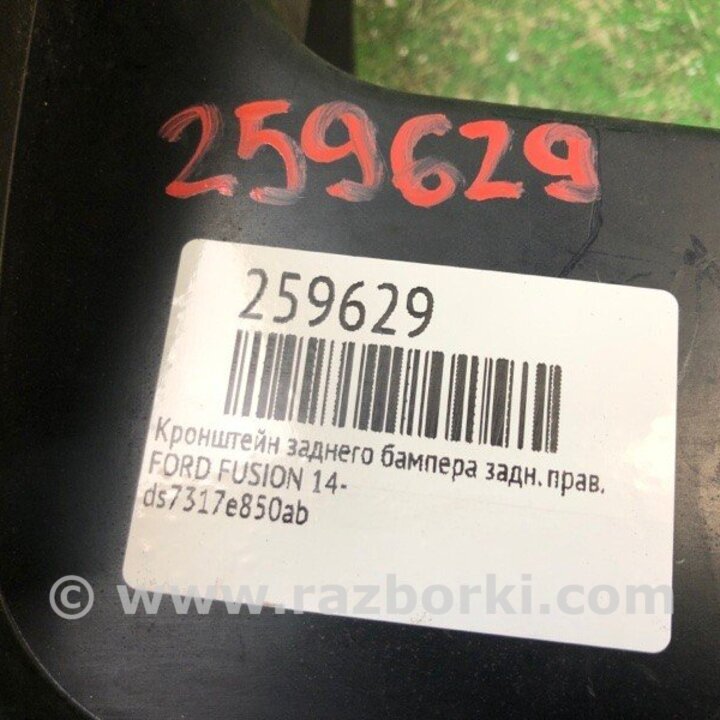 259629
259629
Кронштейн заднего бампера задн. прав.
FORD FUSION 14-
ds7317e850ab
© www.razborki.com